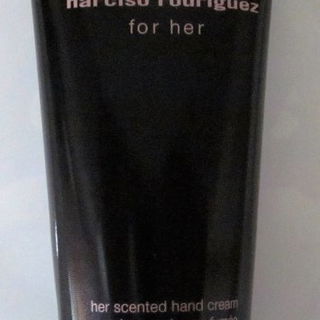 narciso rodriguez
for her
her scented hand cream